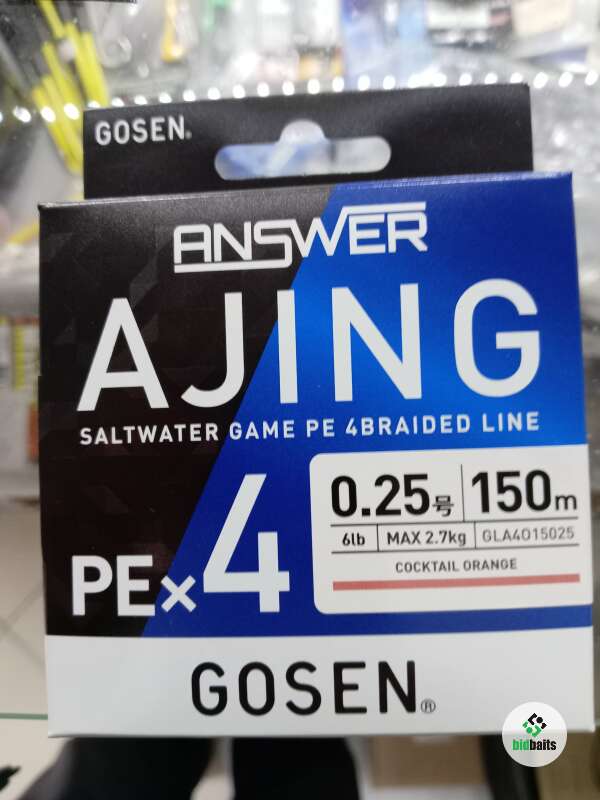 GOSEN®
ANSWER
AJING
SALTWATER GAME PE 4BRAIDED LINE
0.25号 150m
6lb MAX 2.7kg GLA4O15025
COCKTAIL ORANGE
PE×4
GOSEN®
bidbaits